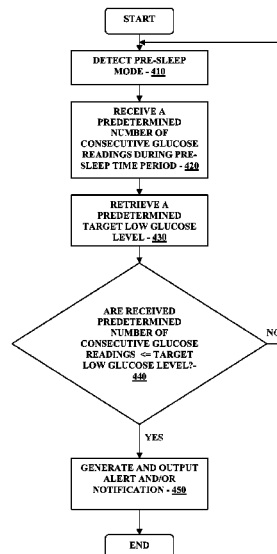 START
DETECT PRE-SLEEP
MODE - 410
RECEIVE A
PREDETERMINED
NUMBER OF
CONSECUTIVE GLUCOSE
READINGS DURING PRE-
SLEEP TIME PERIOD - 420
RETRIEVE A
PREDETERMINED
TARGET LOW GLUCOSE
LEVEL - 430
ARE RECEIVED
PREDETERMINED
NUMBER OF
CONSECUTIVE GLUCOSE
READINGS <= TARGET
LOW GLUCOSE LEVEL?-
440
NO
YES
GENERATE AND OUTPUT
ALERT AND/OR
NOTIFICATION - 450
END